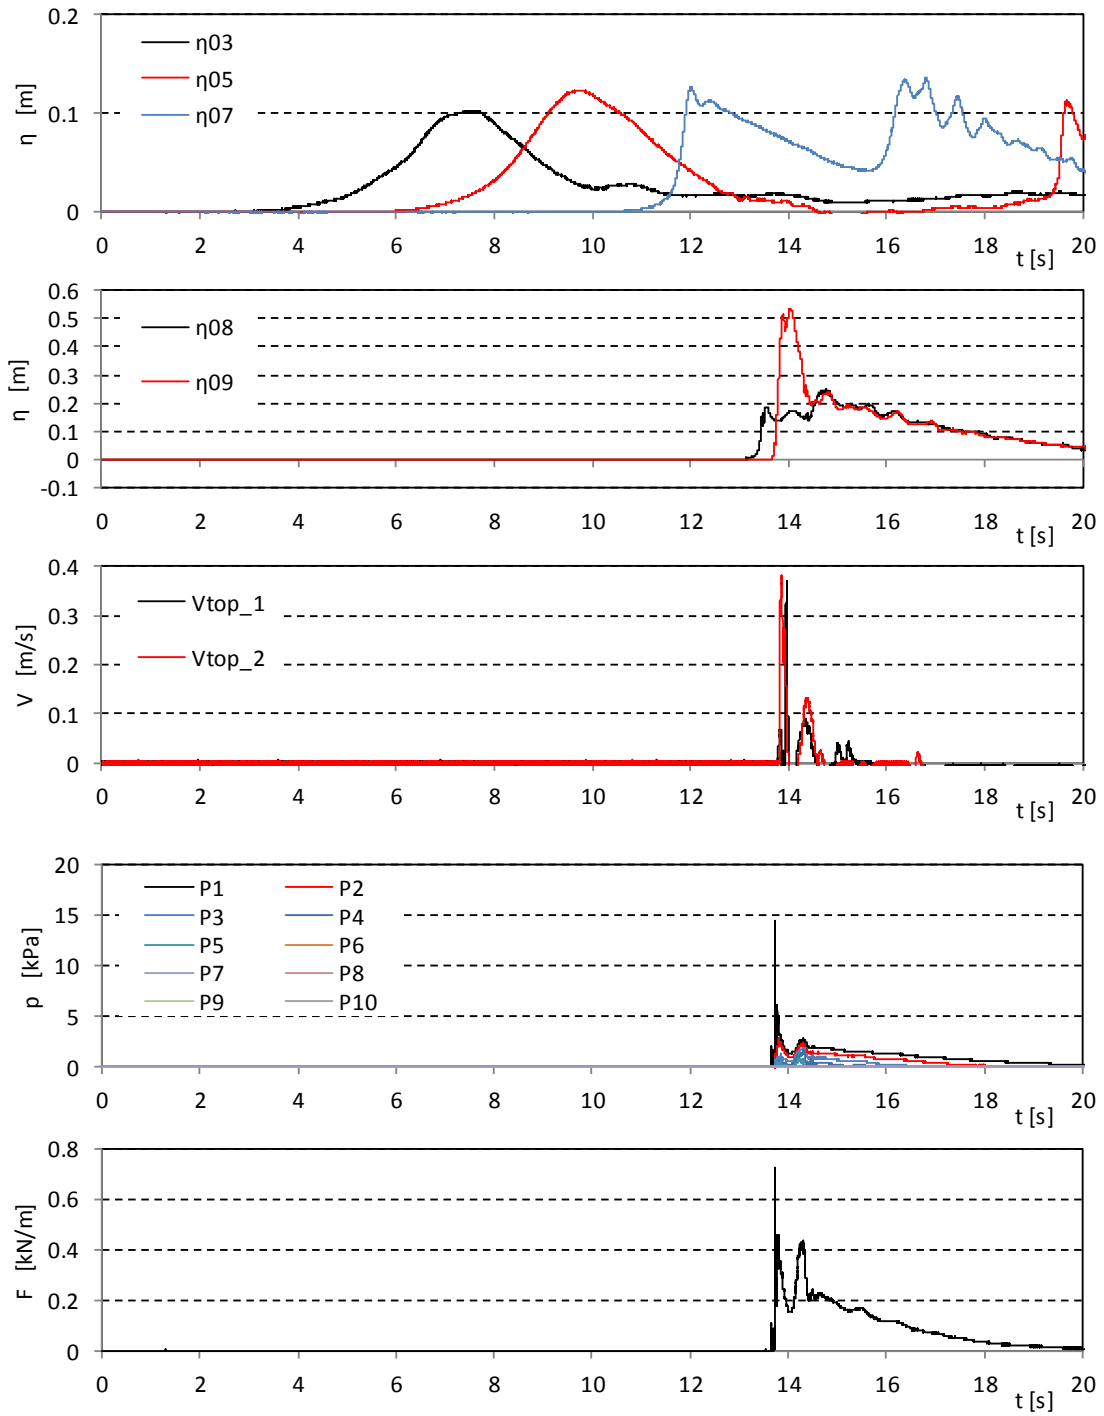 0.2
η03
η05
η07
0.1
η [m]
0
0 2 4 6 8 10 12 14 16 18 20
t [s]
0.6
0.5
η08
0.4
η09
0.3
η [m]
0.2
0.1
0
-0.1
0 2 4 6 8 10 12 14 16 18 20
t [s]
0.4
Vtop_1
0.3
Vtop_2
0.2
V [m/s]
0.1
0
0 2 4 6 8 10 12 14 16 18 20
t [s]
20
P1 P2
15
P3 P4
P5 P6
10
p [kPa]
P7 P8
P9 P10
5
0
0 2 4 6 8 10 12 14 16 18 20
t [s]
0.8
0.6
0.4
F [kN/m]
0.2
0
0 2 4 6 8 10 12 14 16 18 20
t [s]